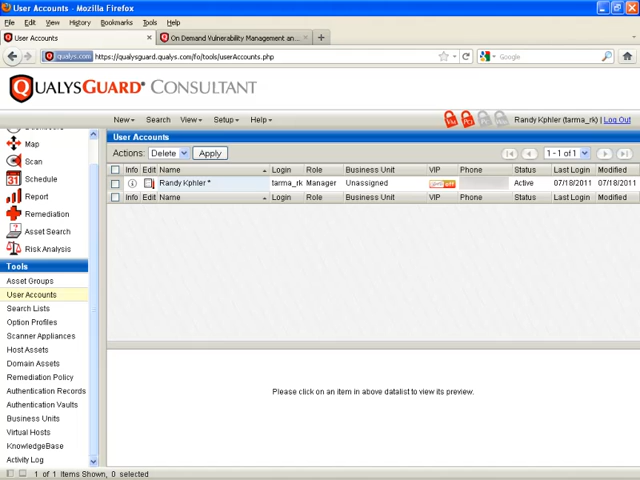 User Accounts - Mozilla Firefox
File Edit View History Bookmarks Tools Help
User Accounts × On Demand Vulnerability Management an... × +
qualys.com https://qualysguard.qualys.com/fo/tools/userAccounts.php Google
QUALYSGUARD® CONSULTANT
New Search View Setup Help Randy Kphler (tarma_rk) Log Out
Map
Scan
31 Schedule
Report
Remediation
Asset Search
Risk Analysis
Tools
Asset Groups
User Accounts
Search Lists
Option Profiles
Scanner Appliances
Host Assets
Domain Assets
Remediation Policy
Authentication Records
Authentication Vaults
Business Units
Virtual Hosts
KnowledgeBase
Activity Log
User Accounts
Actions: Delete Apply 1 - 1 of 1
Info Edit Name Login Role Business Unit VIP Phone Status Last Login Modified
Randy Kphler * tarma_rk Manager Unassigned off Active 07/18/2011 07/18/2011
Info Edit Name Login Role Business Unit VIP Phone Status Last Login Modified
Please click on an item in above datalist to view its preview.
1 of 1 Items Shown, 0 selected